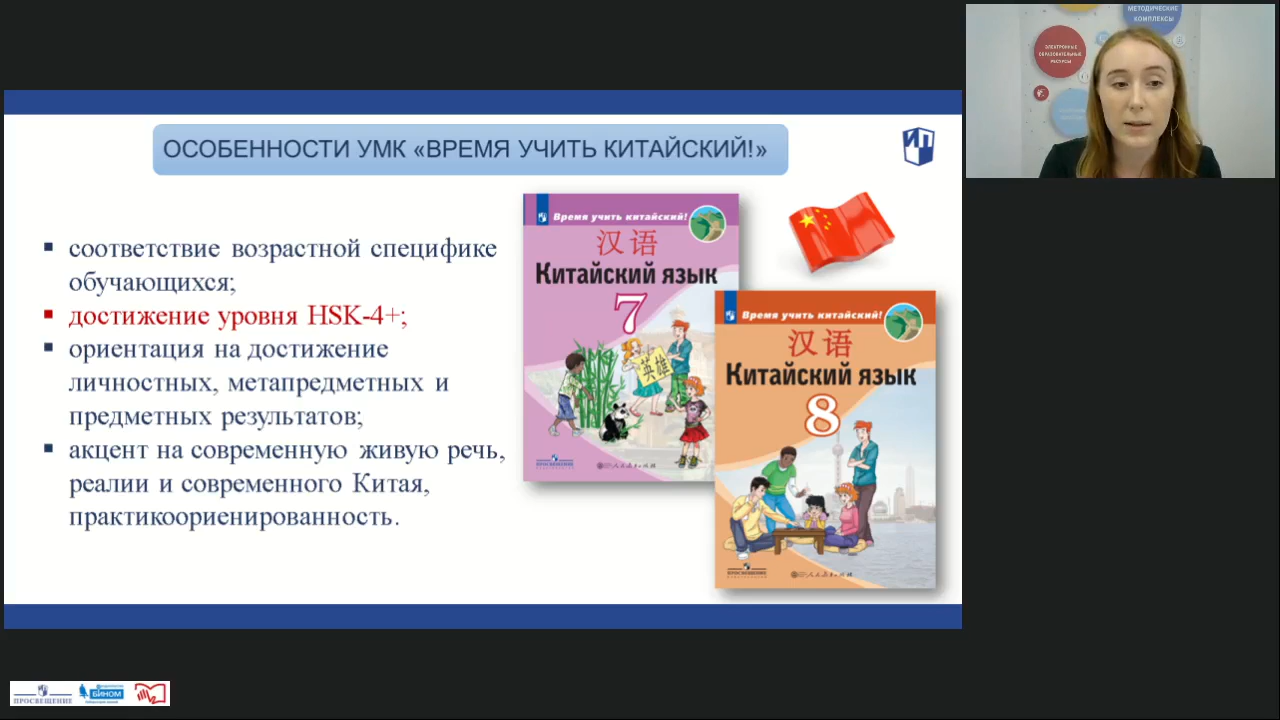 ОСОБЕННОСТИ УМК «ВРЕМЯ УЧИТЬ КИТАЙСКИЙ!»
соответствие возрастной специфике
обучающихся;
достижение уровня HSK-4+;
ориентация на достижение
личностных, метапредметных и
предметных результатов;
акцент на современную живую речь,
реалии и современного Китая,
практикоориенированность.
Время учить китайский!
汉语
Китайский язык
7
英雄
ПРОСВЕЩЕНИЕ
Время учить китайский!
汉语
Китайский язык
8
ПРОСВЕЩЕНИЕ
МЕТОДИЧЕСКИЕ
КОМПЛЕКСЫ
ЭЛЕКТРОННЫЕ
ОБРАЗОВАТЕЛЬНЫЕ
РЕСУРСЫ
ПРОСВЕЩЕНИЕ
БИНОМ